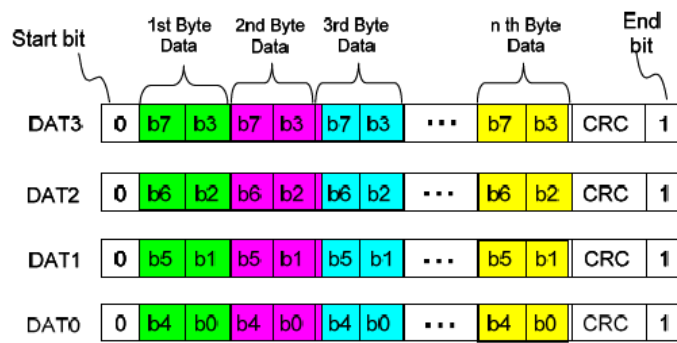 Start bit 1st Byte Data 2nd Byte Data 3rd Byte Data n th Byte Data End bit
DAT3 0 b7 b3 b7 b3 b7 b3 ... b7 b3 CRC 1
DAT2 0 b6 b2 b6 b2 b6 b2 ... b6 b2 CRC 1
DAT1 0 b5 b1 b5 b1 b5 b1 ... b5 b1 CRC 1
DAT0 0 b4 b0 b4 b0 b4 b0 ... b4 b0 CRC 1